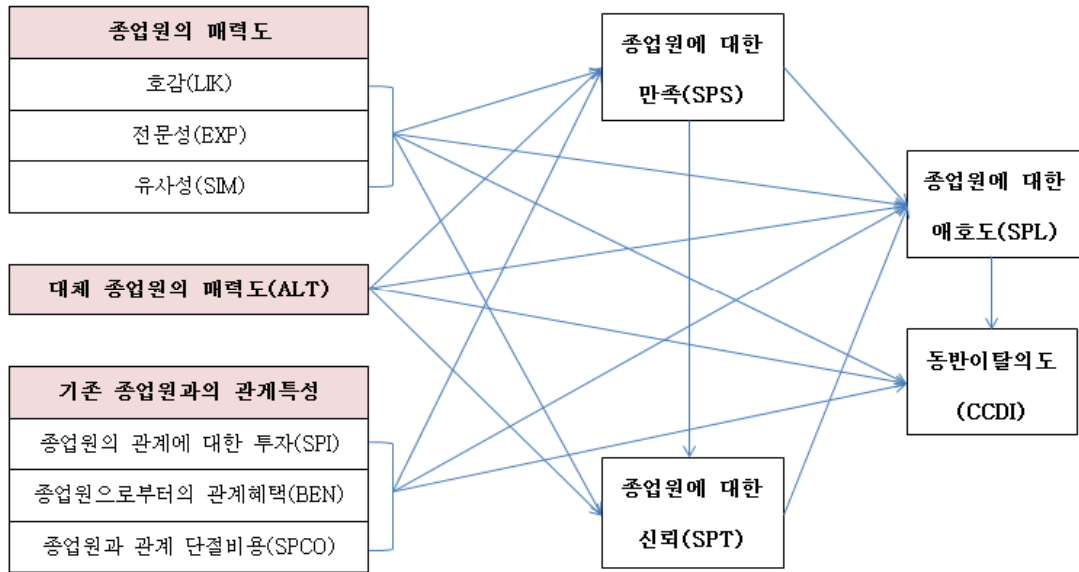 종업원의 매력도
호감(LIK)
전문성(EXP)
유사성(SIM)
대체 종업원의 매력도(ALT)
기존 종업원과의 관계특성
종업원의 관계에 대한 투자(SPI)
종업원으로부터의 관계혜택(BEN)
종업원과 관계 단절비용(SPCO)
종업원에 대한
만족(SPS)
종업원에 대한
신뢰(SPT)
종업원에 대한
애호도(SPL)
동반이탈의도
(CCDI)